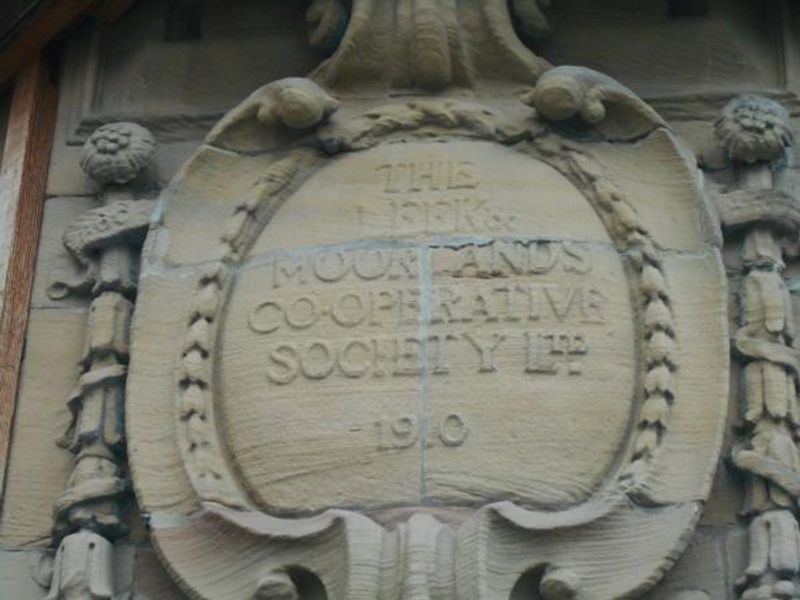 THE
LEEK &
MOORLANDS
CO·OPERATIVE
SOCIETY LTD
1910